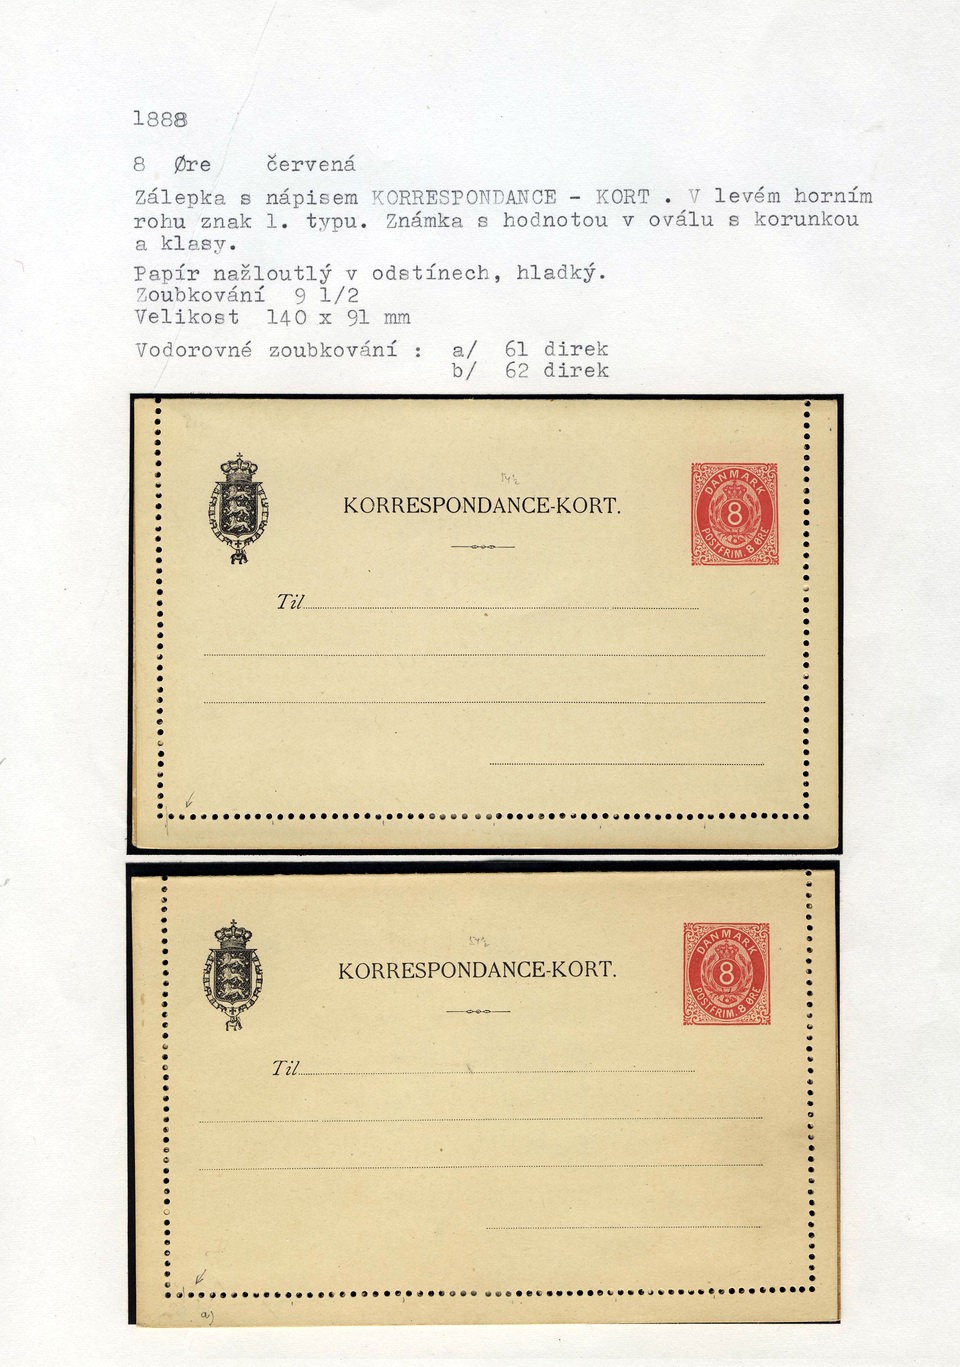 1888
8 Øre červená
Zálepka s nápisem KORRESPONDANCE - KORT . V levém horním
rohu znak 1. typu. Známka s hodnotou v oválu s korunkou
a klasy.
Papír nažloutlý v odstínech, hladký.
Zoubkování 9 1/2
Velikost 140 x 91 mm
Vodorovné zoubkování : a/ 61 direk
b/ 62 direk
KORRESPONDANCE-KORT.
DANMARK
8
POSTFRIM. 8 ØRE
Til
KORRESPONDANCE-KORT.
DANMARK
8
POSTFRIM. 8 ØRE
Til
a)